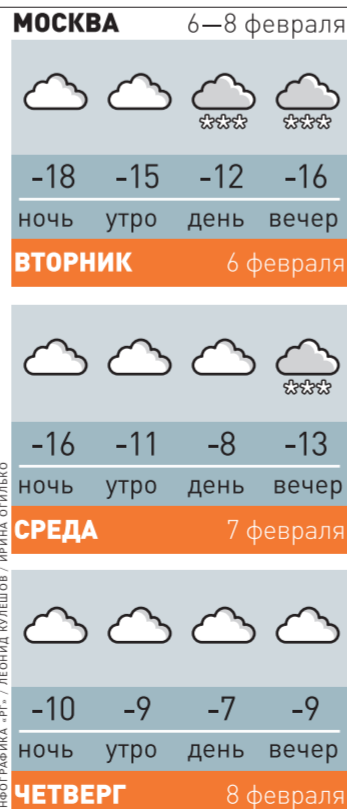 МОСКВА 6—8 февраля
-18 -15 -12 -16
ночь утро день вечер
ВТОРНИК 6 февраля
-16 -11 -8 -13
ночь утро день вечер
СРЕДА 7 февраля
-10 -9 -7 -9
ночь утро день вечер
ЧЕТВЕРГ 8 февраля
НФОГРАФИКА «РГ» / ЛЕОНИД КУЛЕШОВ / ИРИНА ОГИЛЬКО